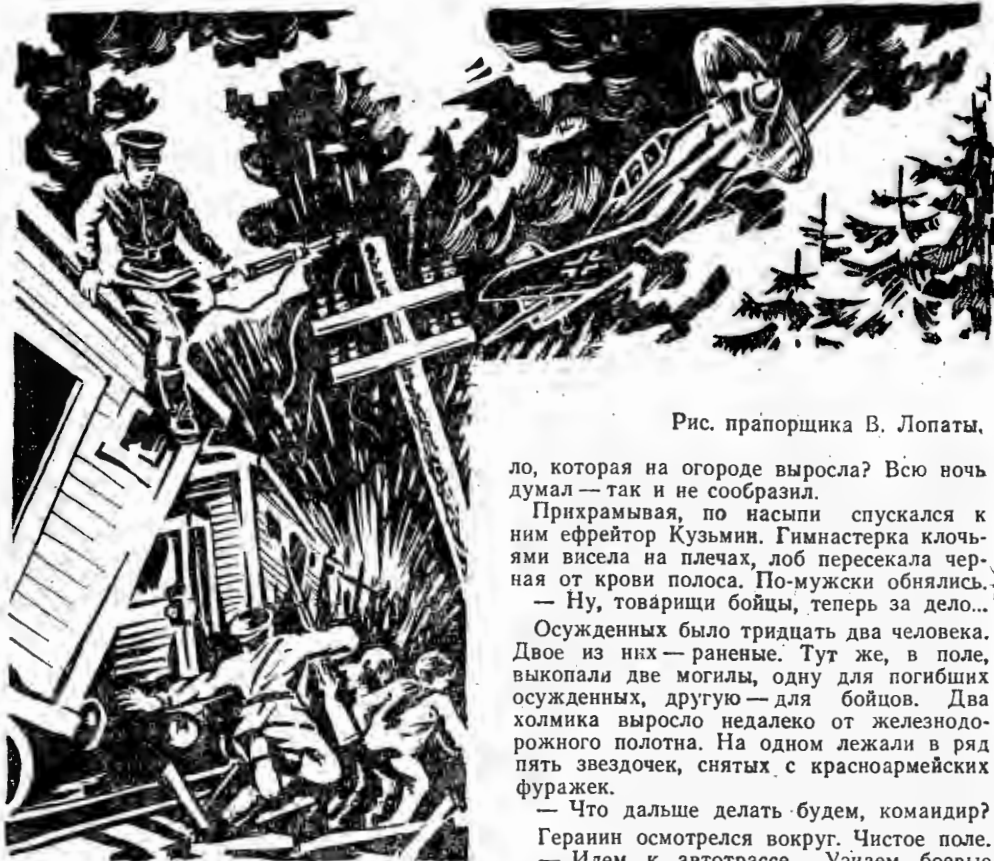 Рис. прапорщика В. Лопаты.
ло, которая на огороде выросла? Всю ночь
думал — так и не сообразил.
Прихрамывая, по насыпи спускался к
ним ефрейтор Кузьмин. Гимнастерка клочь-
ями висела на плечах, лоб пересекала чер-
ная от крови полоса. По-мужски обнялись.
— Ну, товарищи бойцы, теперь за дело...
Осужденных было тридцать два человека.
Двое из них — раненые. Тут же, в поле,
выкопали две могилы, одну для погибших
осужденных, другую — для бойцов. Два
холмика выросло недалеко от железнодо-
рожного полотна. На одном лежали в ряд
пять звездочек, снятых с красноармейских
фуражек.
— Что дальше делать будем, командир?
Геранин осмотрелся вокруг. Чистое поле.
— Идем к автотрассе. Узнаем боевые